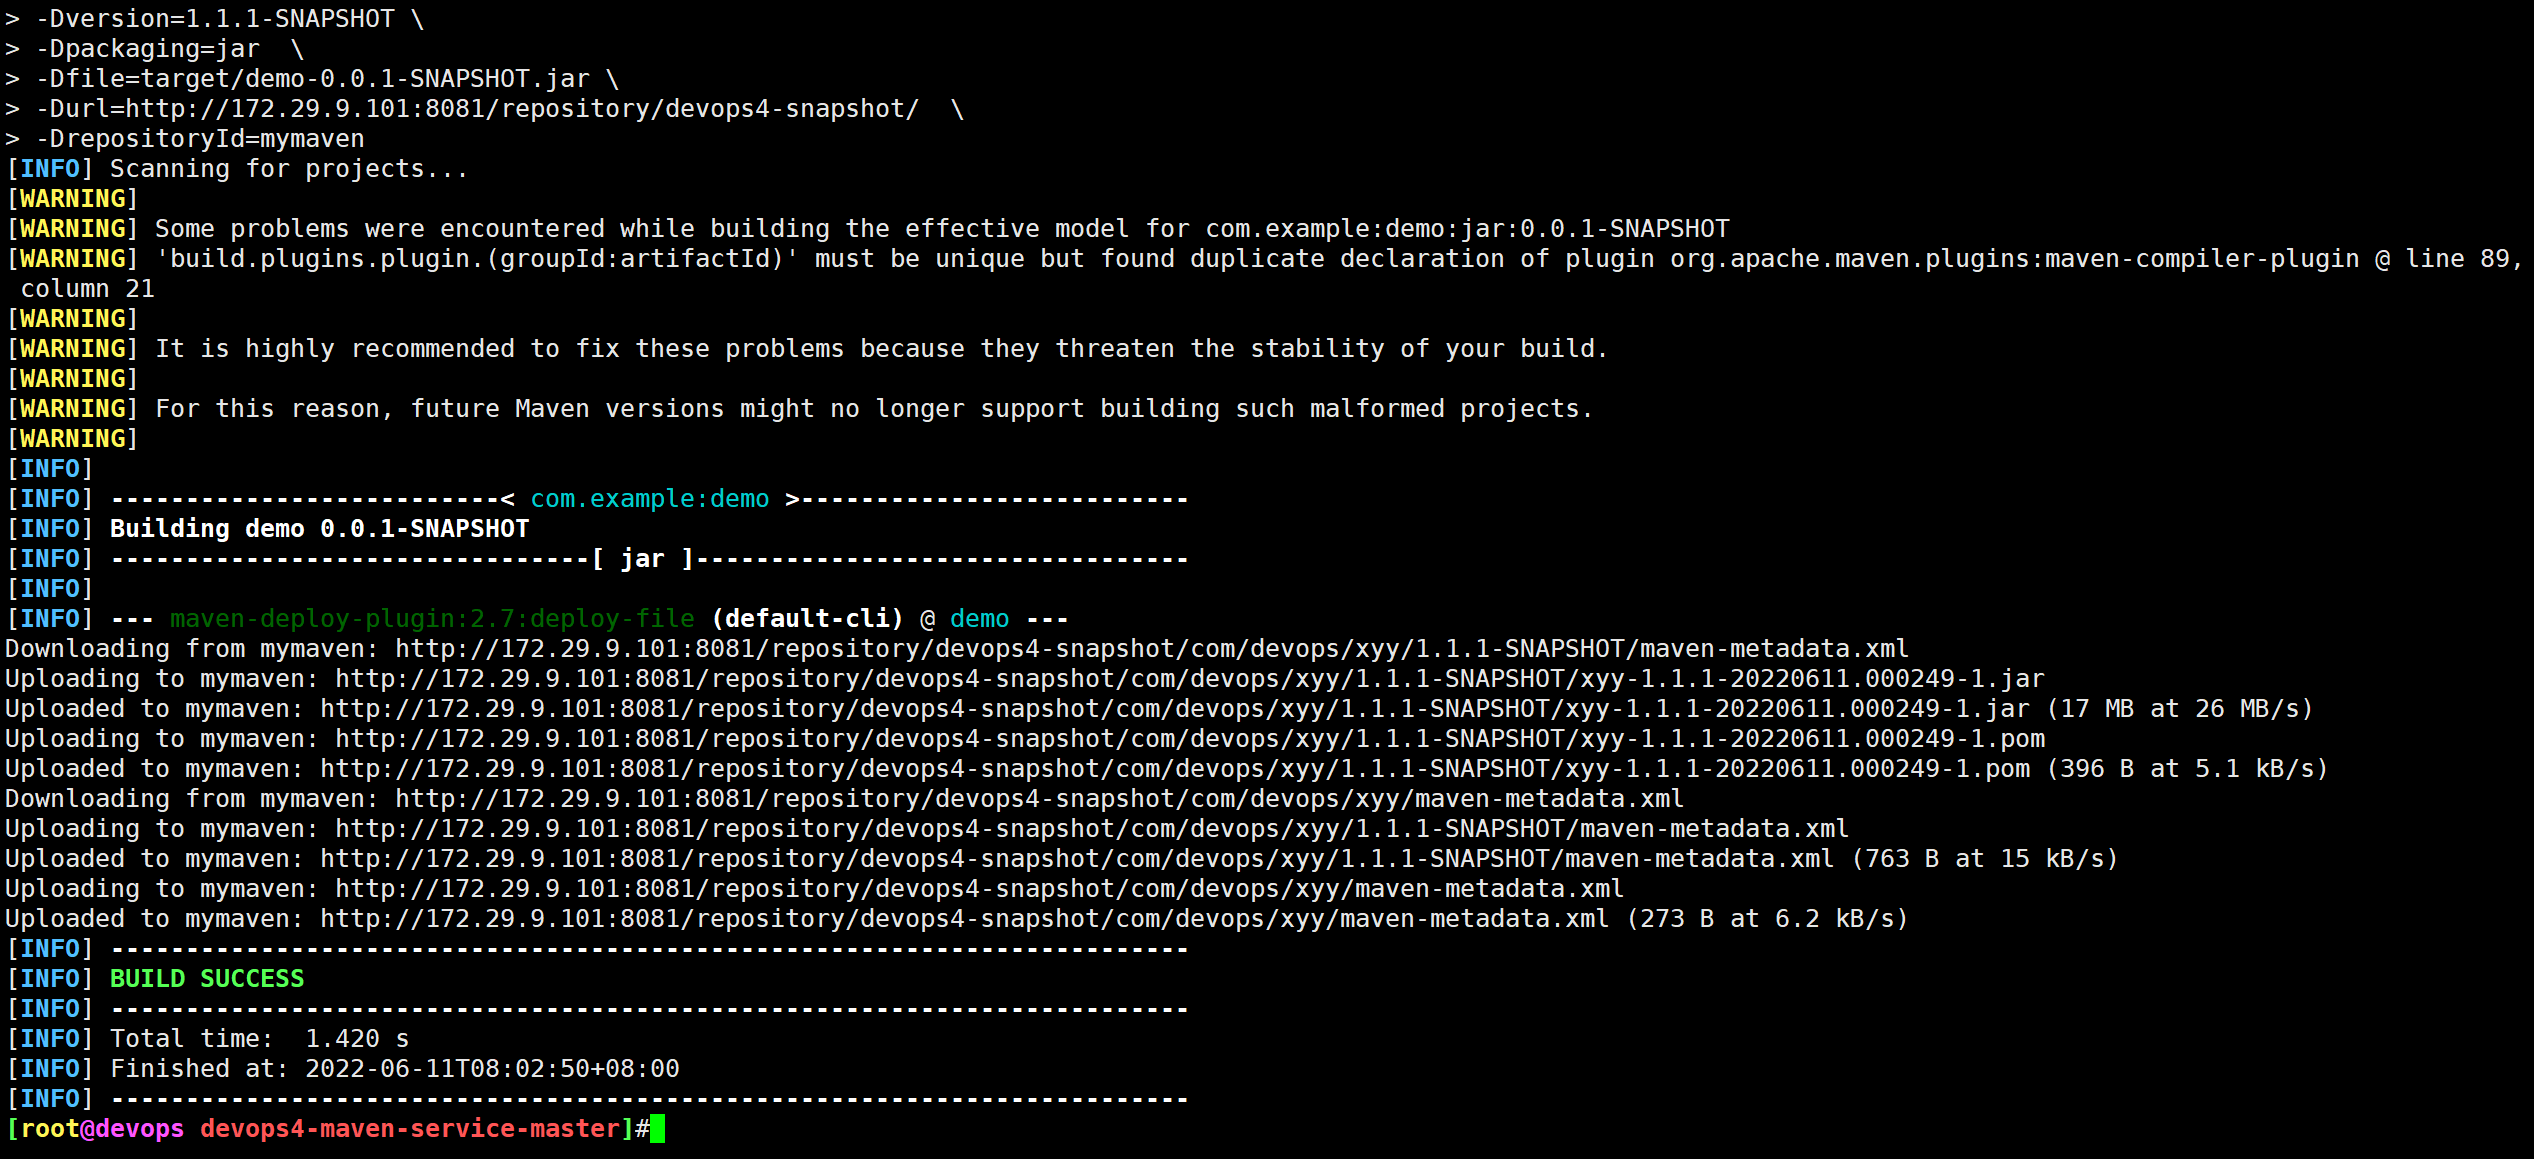 > -Dversion=1.1.1-SNAPSHOT \
> -Dpackaging=jar  \
> -Dfile=target/demo-0.0.1-SNAPSHOT.jar \
> -Durl=http://172.29.9.101:8081/repository/devops4-snapshot/  \
> -DrepositoryId=mymaven
[INFO] Scanning for projects...
[WARNING]
[WARNING] Some problems were encountered while building the effective model for com.example:demo:jar:0.0.1-SNAPSHOT
[WARNING] 'build.plugins.plugin.(groupId:artifactId)' must be unique but found duplicate declaration of plugin org.apache.maven.plugins:maven-compiler-plugin @ line 89,
 column 21
[WARNING]
[WARNING] It is highly recommended to fix these problems because they threaten the stability of your build.
[WARNING]
[WARNING] For this reason, future Maven versions might no longer support building such malformed projects.
[WARNING]
[INFO]
[INFO] --------------------------< com.example:demo >--------------------------
[INFO] Building demo 0.0.1-SNAPSHOT
[INFO] --------------------------------[ jar ]---------------------------------
[INFO]
[INFO] --- maven-deploy-plugin:2.7:deploy-file (default-cli) @ demo ---
Downloading from mymaven: http://172.29.9.101:8081/repository/devops4-snapshot/com/devops/xyy/1.1.1-SNAPSHOT/maven-metadata.xml
Uploading to mymaven: http://172.29.9.101:8081/repository/devops4-snapshot/com/devops/xyy/1.1.1-SNAPSHOT/xyy-1.1.1-20220611.000249-1.jar
Uploaded to mymaven: http://172.29.9.101:8081/repository/devops4-snapshot/com/devops/xyy/1.1.1-SNAPSHOT/xyy-1.1.1-20220611.000249-1.jar (17 MB at 26 MB/s)
Uploading to mymaven: http://172.29.9.101:8081/repository/devops4-snapshot/com/devops/xyy/1.1.1-SNAPSHOT/xyy-1.1.1-20220611.000249-1.pom
Uploaded to mymaven: http://172.29.9.101:8081/repository/devops4-snapshot/com/devops/xyy/1.1.1-SNAPSHOT/xyy-1.1.1-20220611.000249-1.pom (396 B at 5.1 kB/s)
Downloading from mymaven: http://172.29.9.101:8081/repository/devops4-snapshot/com/devops/xyy/maven-metadata.xml
Uploading to mymaven: http://172.29.9.101:8081/repository/devops4-snapshot/com/devops/xyy/1.1.1-SNAPSHOT/maven-metadata.xml
Uploaded to mymaven: http://172.29.9.101:8081/repository/devops4-snapshot/com/devops/xyy/1.1.1-SNAPSHOT/maven-metadata.xml (763 B at 15 kB/s)
Uploading to mymaven: http://172.29.9.101:8081/repository/devops4-snapshot/com/devops/xyy/maven-metadata.xml
Uploaded to mymaven: http://172.29.9.101:8081/repository/devops4-snapshot/com/devops/xyy/maven-metadata.xml (273 B at 6.2 kB/s)
[INFO] ------------------------------------------------------------------------
[INFO] BUILD SUCCESS
[INFO] ------------------------------------------------------------------------
[INFO] Total time:  1.420 s
[INFO] Finished at: 2022-06-11T08:02:50+08:00
[INFO] ------------------------------------------------------------------------
[root@devops devops4-maven-service-master]#